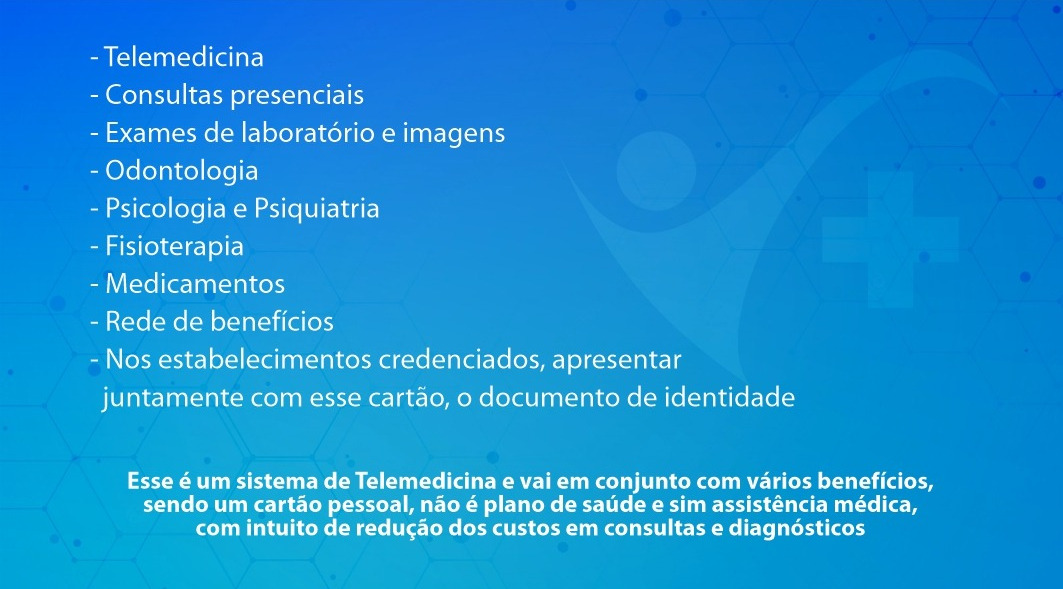 - Telemedicina
- Consultas presenciais
- Exames de laboratório e imagens
- Odontologia
- Psicologia e Psiquiatria
- Fisioterapia
- Medicamentos
- Rede de benefícios
- Nos estabelecimentos credenciados, apresentar
juntamente com esse cartão, o documento de identidade
Esse é um sistema de Telemedicina e vai em conjunto com vários benefícios,
sendo um cartão pessoal, não é plano de saúde e sim assistência médica,
com intuito de redução dos custos em consultas e diagnósticos